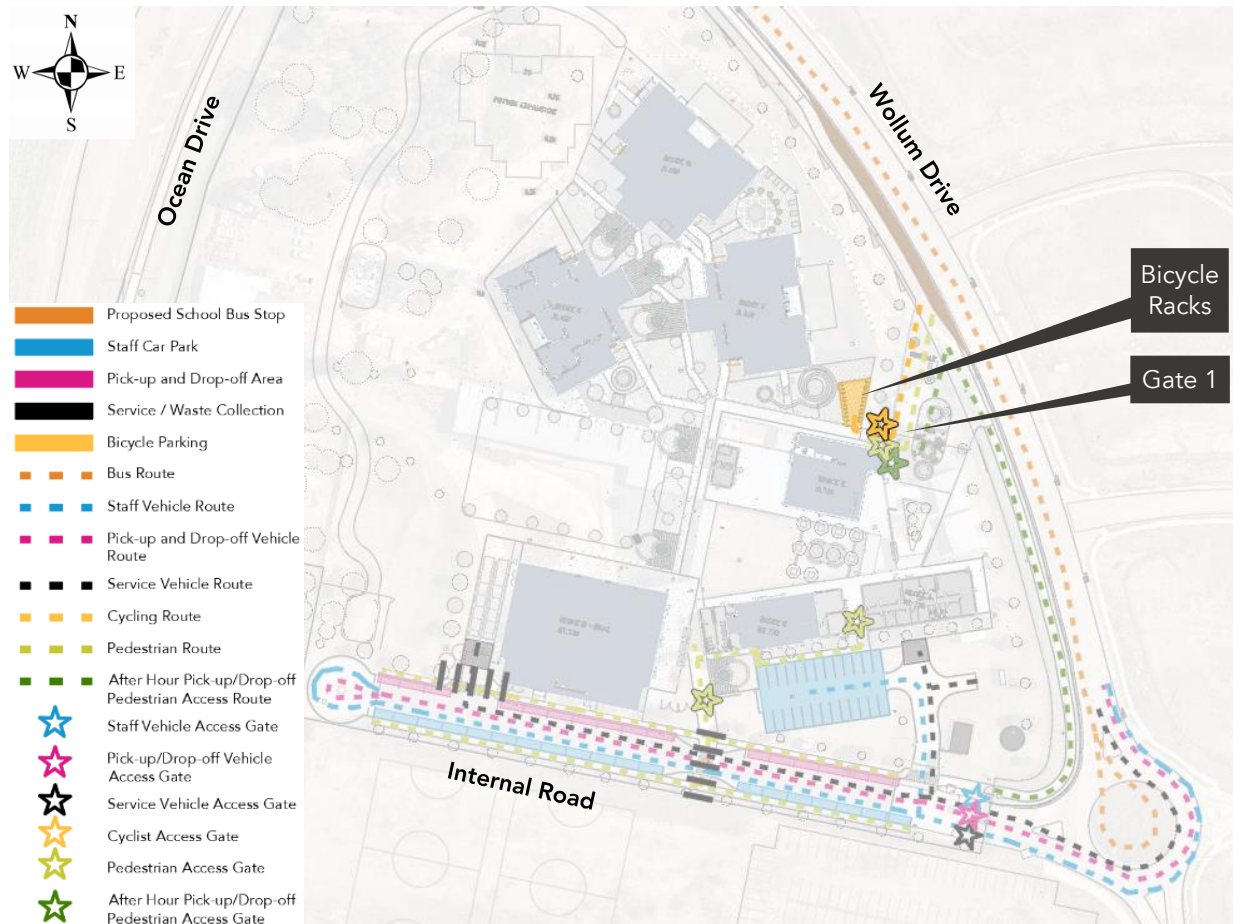 N
W
E
S
Ocean Drive
Wollum Drive
Bicycle
Racks
Gate 1
Proposed School Bus Stop
Staff Car Park
Pick-up and Drop-off Area
Service / Waste Collection
Bicycle Parking
Bus Route
Staff Vehicle Route
Pick-up and Drop-off Vehicle
Route
Service Vehicle Route
Cycling Route
Pedestrian Route
After Hour Pick-up/Drop-off
Pedestrian Access Route
Staff Vehicle Access Gate
Pick-up/Drop-off Vehicle
Access Gate
Service Vehicle Access Gate
Cyclist Access Gate
Pedestrian Access Gate
After Hour Pick-up/Drop-off
Pedestrian Access Gate
Internal Road